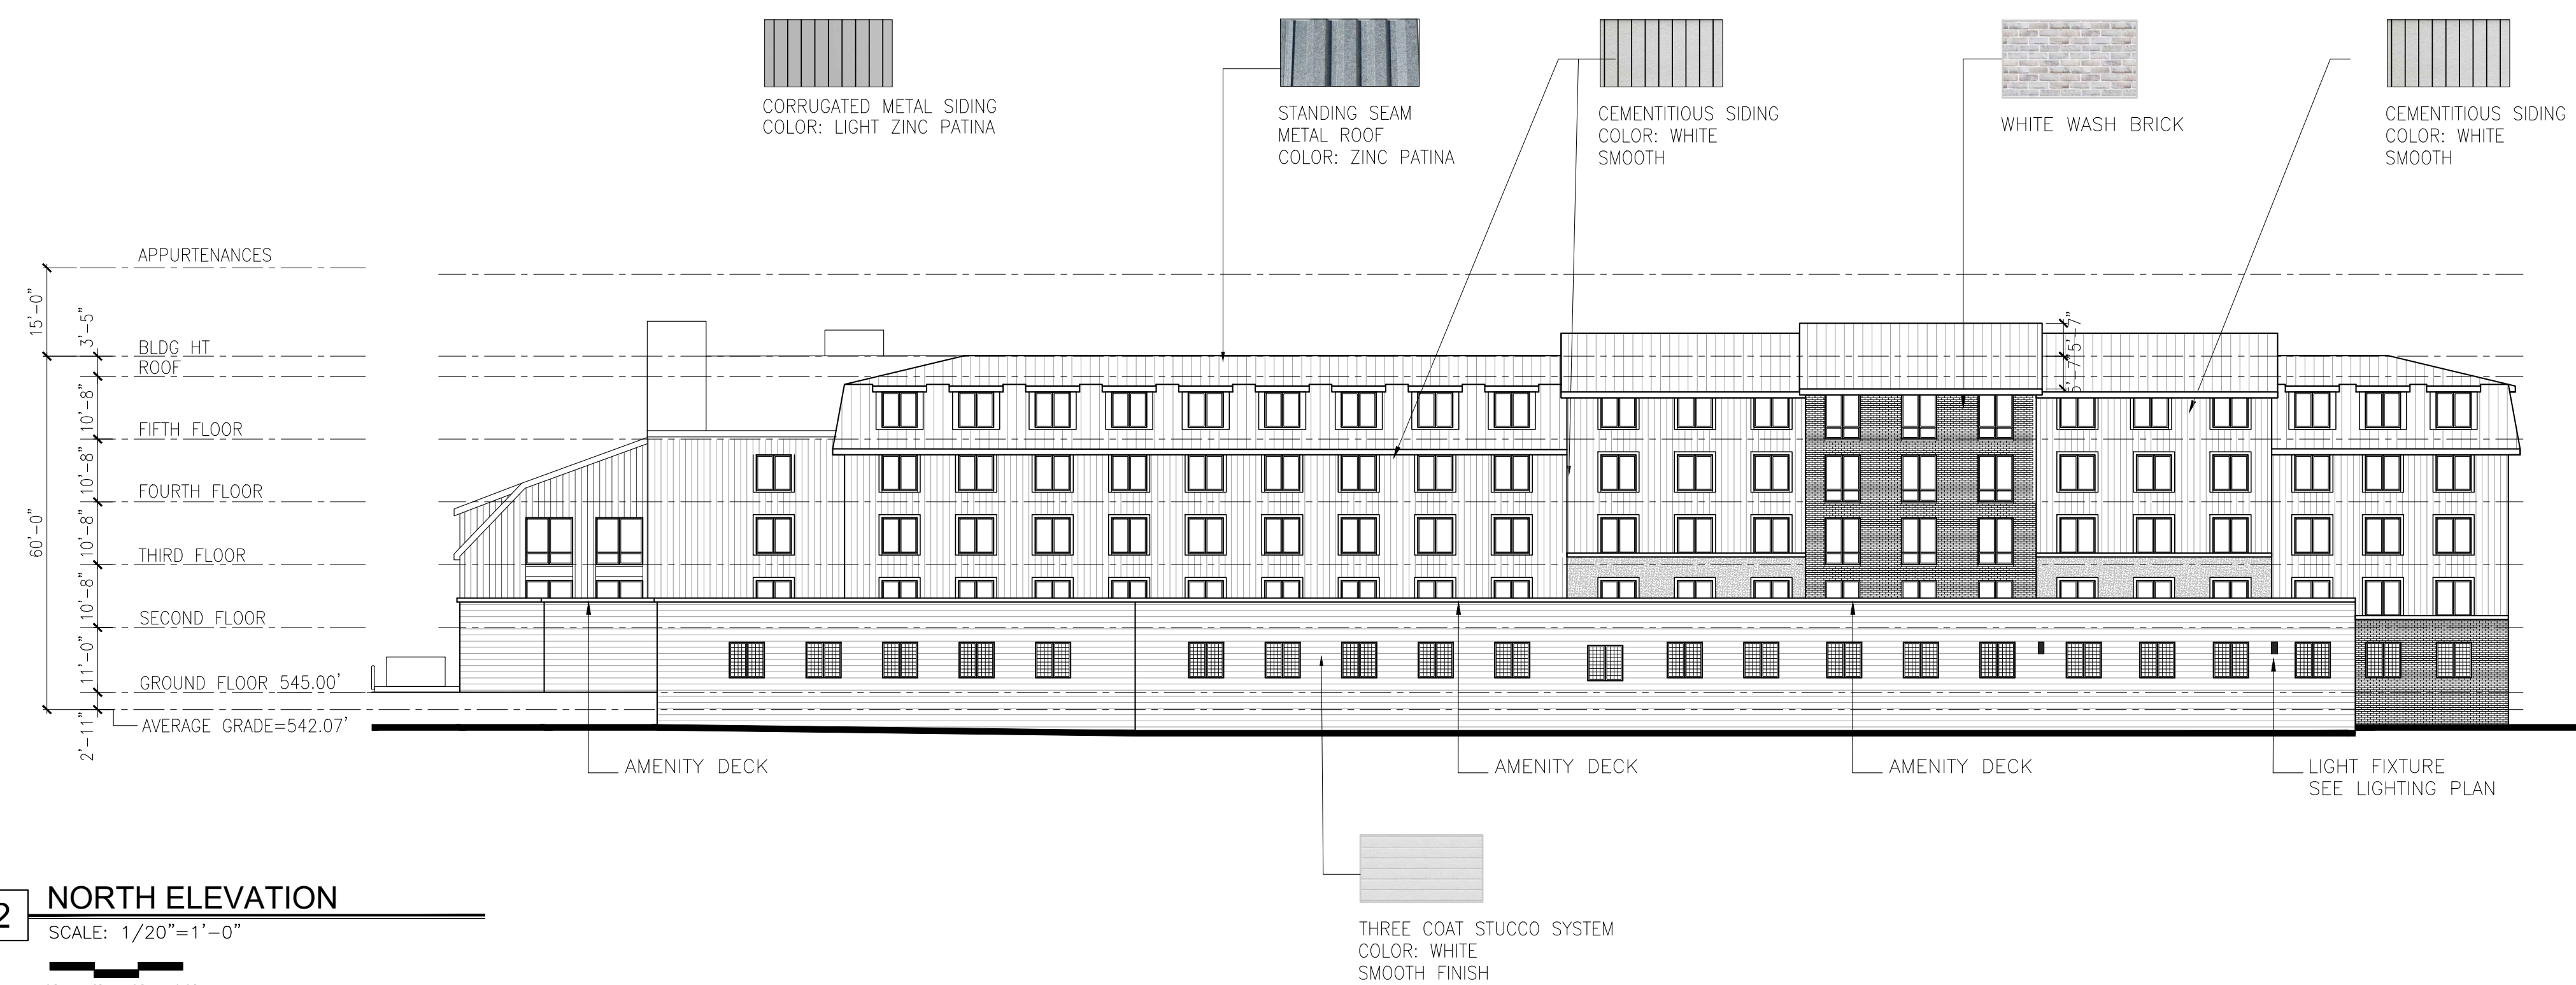 CORRUGATED METAL SIDING
COLOR: LIGHT ZINC PATINA
STANDING SEAM
METAL ROOF
COLOR: ZINC PATINA
CEMENTITIOUS SIDING
COLOR: WHITE
SMOOTH
WHITE WASH BRICK
CEMENTITIOUS SIDING
COLOR: WHITE
SMOOTH
APPURTENANCES
15'-0"
3'-5"
BLDG HT
ROOF
10'-8"
FIFTH FLOOR
10'-8"
FOURTH FLOOR
10'-8"
THIRD FLOOR
10'-8"
SECOND FLOOR
11'-0"
GROUND FLOOR 545.00'
60'-0"
AVERAGE GRADE=542.07'
2'-11"
5'-7"
AMENITY DECK
AMENITY DECK
AMENITY DECK
LIGHT FIXTURE
SEE LIGHTING PLAN
THREE COAT STUCCO SYSTEM
COLOR: WHITE
SMOOTH FINISH
2
NORTH ELEVATION
SCALE: 1/20"=1'-0"